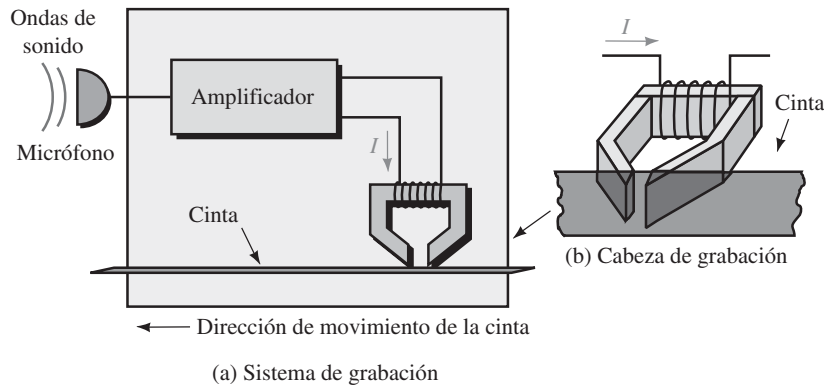 Ondas de
sonido
Micrófono
Amplificador
I
Cinta
Dirección de movimiento de la cinta
(a) Sistema de grabación
I
Cinta
(b) Cabeza de grabación